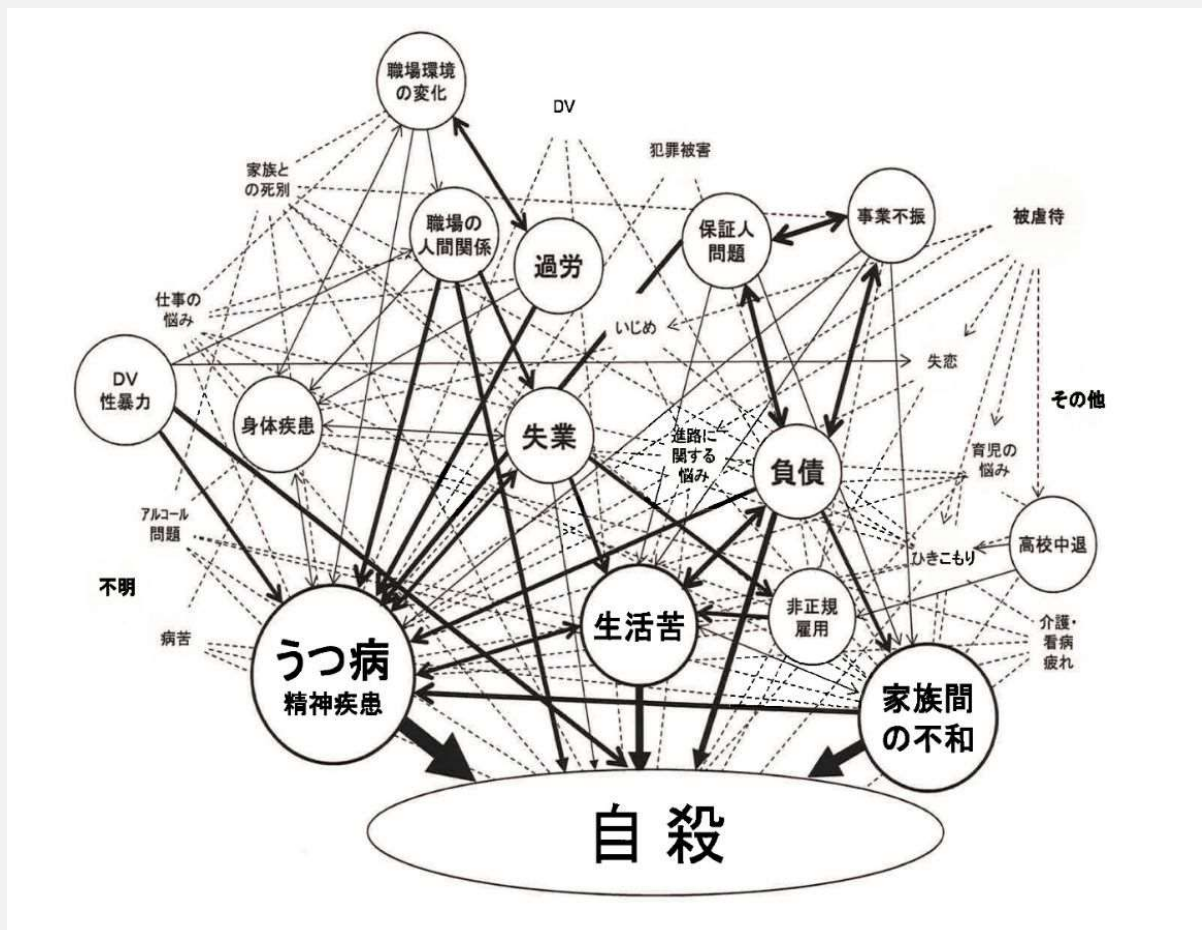 職場環境
の変化
DV
犯罪被害
家族と
の死別
職場の
人間関係
過労
保証人
問題
事業不振
被虐待
仕事の
悩み
いじめ
失恋
DV
性暴力
身体疾患
失業
進路に
関する
悩み
負債
その他
育児の
悩み
アルコール
問題
ひきこもり
高校中退
不明
病苦
うつ病
精神疾患
生活苦
非正規
雇用
介護・
看病
疲れ
家族間
の不和
自殺